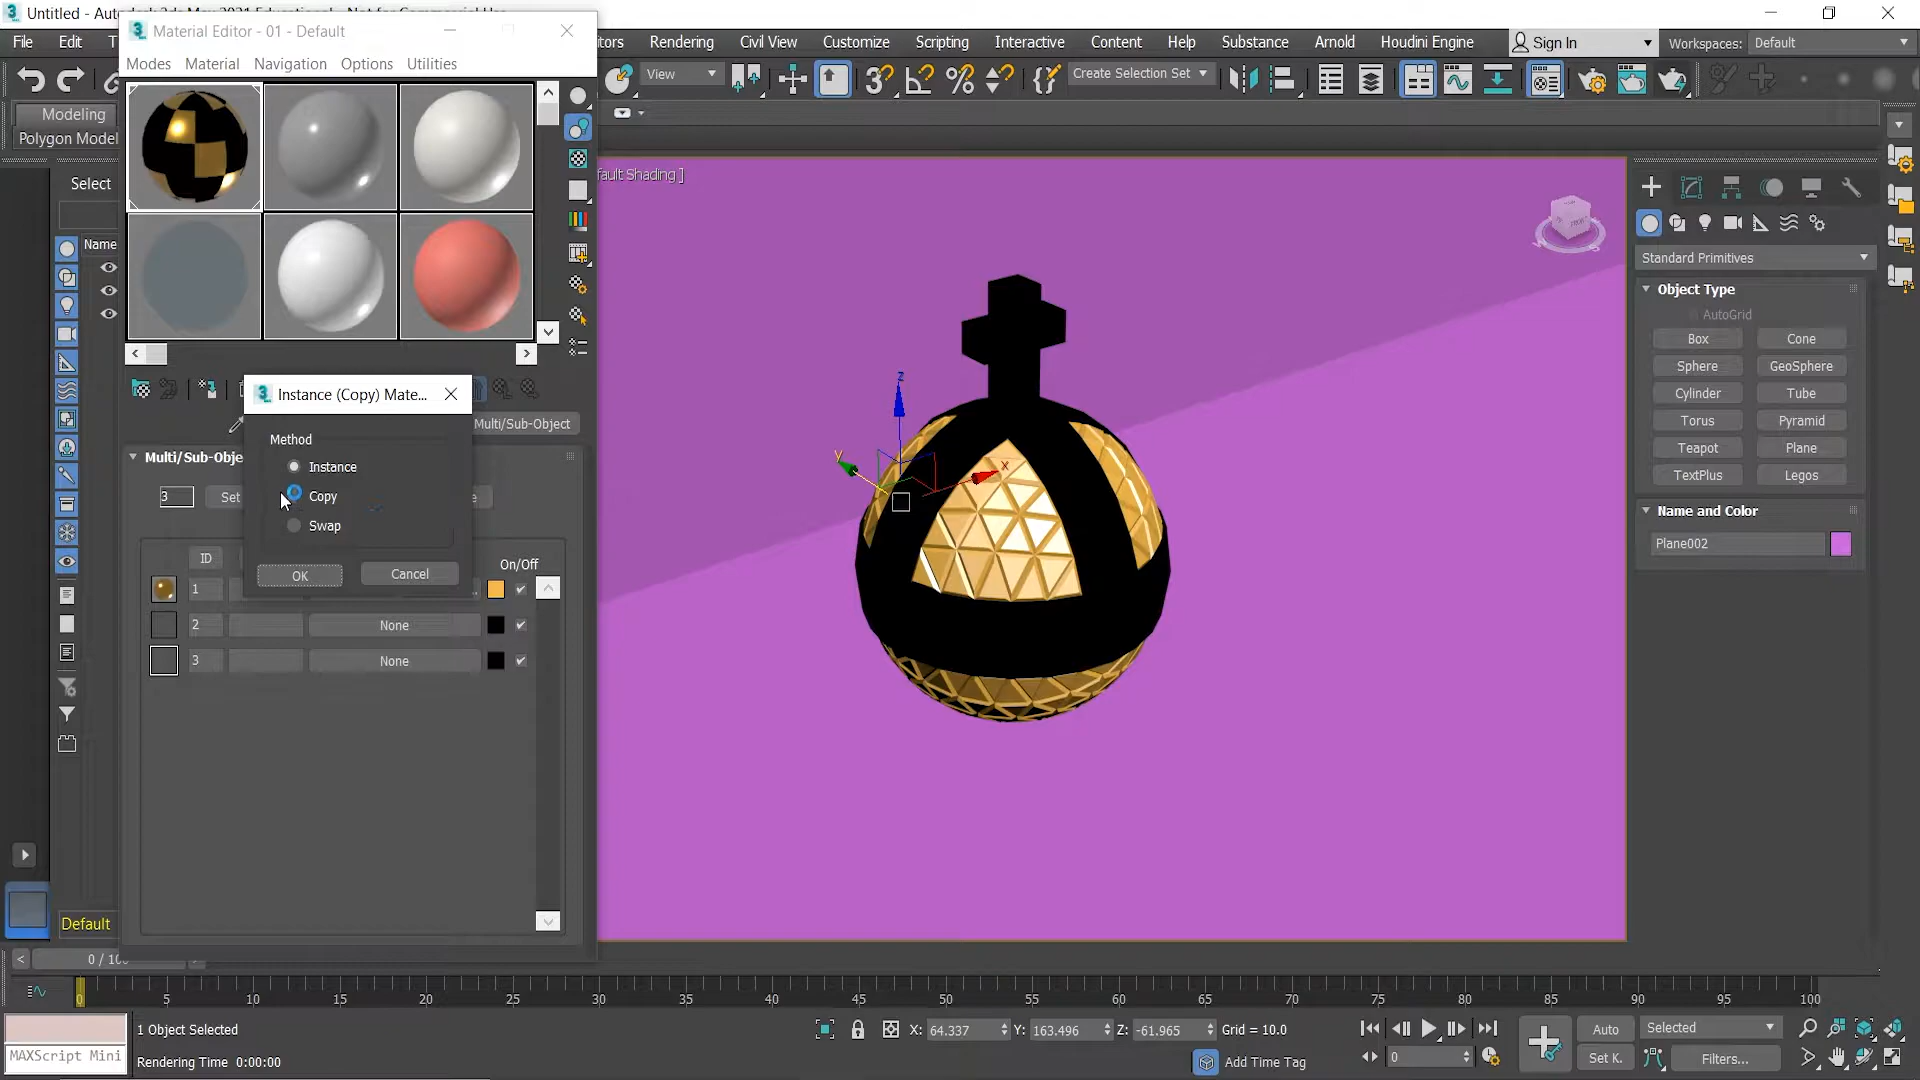 Untitled - Aut
Material Editor - 01 - Default
File Edit T
itors Rendering Civil View Customize Scripting Interactive Content Help Substance Arnold Houdini Engine Sign In Workspaces: Default
Modes Material Navigation Options Utilities
View Create Selection Set
Modeling
Polygon Model
fault Shading ]
Select
Name
Standard Primitives
Object Type
AutoGrid
Box Cone
Sphere GeoSphere
Cylinder Tube
Torus Pyramid
Teapot Plane
TextPlus Legos
Name and Color
Plane002
Instance (Copy) Mate...
Multi/Sub-Object
Method
Multi/Sub-Obje
Instance
3 Set Copy e
Swap
ID On/Off
OK Cancel
1
2 None
3 None
z
y
x
Default
0 / 100
0 5 10 15 20 25 30 35 40 45 50 55 60 65 70 75 80 85 90 95 100
1 Object Selected X: 64.337 Y: 163.496 Z: -61.965 Grid = 10.0 Auto Selected
MAXScript Mini Rendering Time 0:00:00 Add Time Tag 0 Set K. Filters...